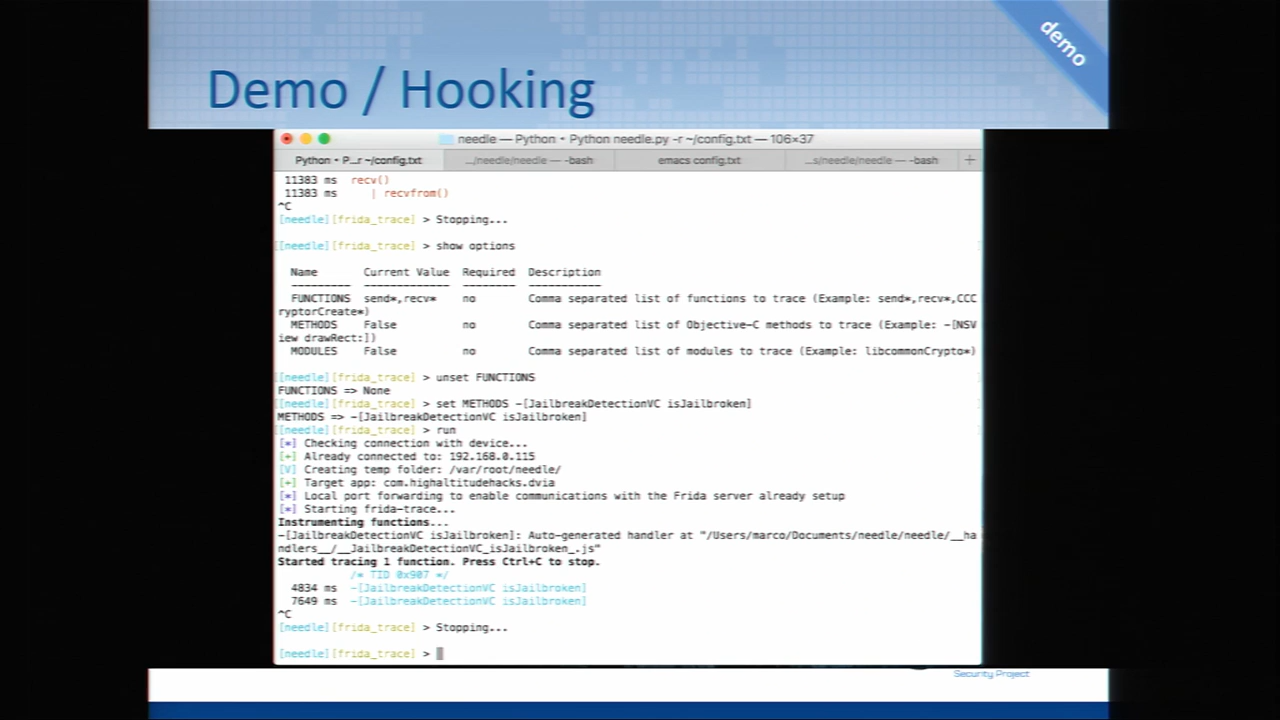 demo
Demo / Hooking
needle — Python • Python needle.py -r ~/config.txt — 106×37
Python • P...r ~/config.txt
.../needle/needle — -bash
emacs config.txt
...s/needle/needle — -bash
+
11383 ms recv()
11383 ms | recvfrom()
^C
[needle][frida_trace] > Stopping...
[needle][frida_trace] > show options
Name Current Value Required Description
--------- ------------- -------- -----------
FUNCTIONS send*,recv* no Comma separated list of functions to trace (Example: send*,recv*,CCC
ryptorCreate*)
METHODS False no Comma separated list of Objective-C methods to trace (Example: -[NSV
iew drawRect:])
MODULES False no Comma separated list of modules to trace (Example: libcommonCrypto*)
[needle][frida_trace] > unset FUNCTIONS
FUNCTIONS => None
[needle][frida_trace] > set METHODS -[JailbreakDetectionVC isJailbroken]
METHODS => -[JailbreakDetectionVC isJailbroken]
[needle][frida_trace] > run
[*] Checking connection with device...
[+] Already connected to: 192.168.0.115
[V] Creating temp folder: /var/root/needle/
[+] Target app: com.highaltitudehacks.dvia
[*] Local port forwarding to enable communications with the Frida server already setup
[*] Starting frida-trace...
Instrumenting functions...
-[JailbreakDetectionVC isJailbroken]: Auto-generated handler at "/Users/marco/Documents/needle/needle/__ha
ndlers__/__JailbreakDetectionVC_isJailbroken_.js"
Started tracing 1 function. Press Ctrl+C to stop.
/* TID 0x907 */
4834 ms -[JailbreakDetectionVC isJailbroken]
7649 ms -[JailbreakDetectionVC isJailbroken]
^C
[needle][frida_trace] > Stopping...
[needle][frida_trace] >
Security Project